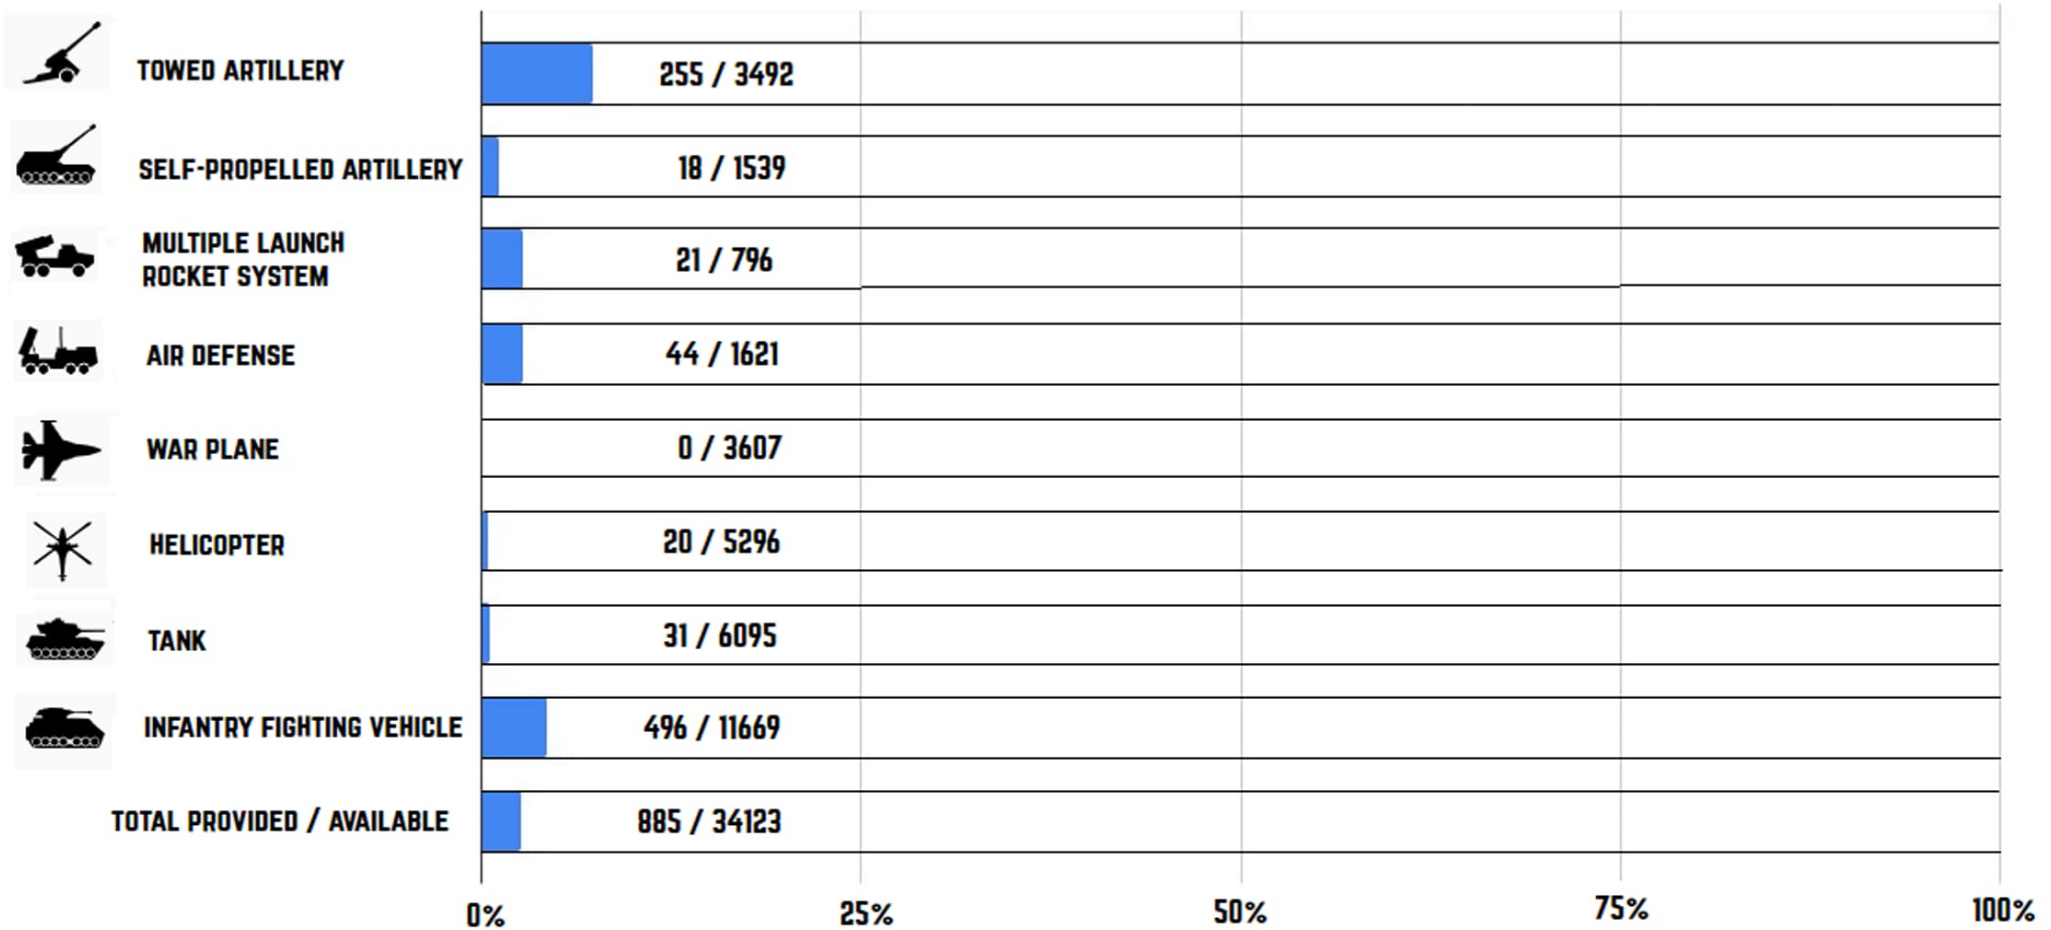 TOWED ARTILLERY
255 / 3492
SELF-PROPELLED ARTILLERY
18 / 1539
MULTIPLE LAUNCH
ROCKET SYSTEM
21 / 796
AIR DEFENSE
44 / 1621
WAR PLANE
0 / 3607
HELICOPTER
20 / 5296
TANK
31 / 6095
INFANTRY FIGHTING VEHICLE
496 / 11669
TOTAL PROVIDED / AVAILABLE
885 / 34123
0% 25% 50% 75% 100%